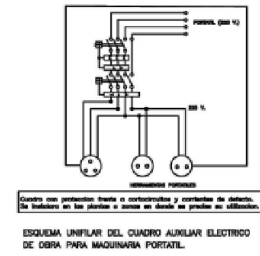 PORTATIL (220 V.)
220 V.
HERRAMIENTAS PORTATILES
Cuadro con proteccion frente a cortocircuitos y corrientes de defecto.
Se instalara en las plantas o zonas en donde se precise su utilizacion.
ESQUEMA UNIFILAR DEL CUADRO AUXILIAR ELECTRICO
DE OBRA PARA MAQUINARIA PORTATIL.